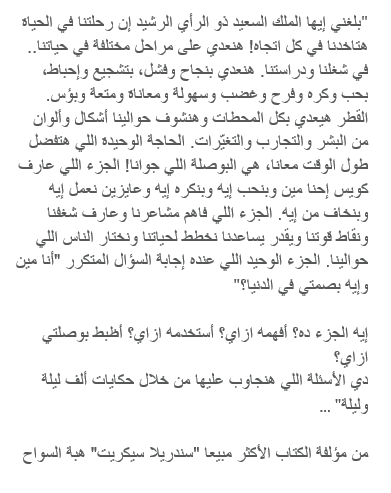 "بلغني إيها الملك السعيد ذو الرأي الرشيد إن رحلتنا في الحياة
هتاخدنا في كل اتجاه! هنعدي على مراحل مختلفة في حياتنا..
في شغلنا ودراستنا. هنعدي بنجاح وفشل، بتشجيع وإحباط،
بحب وكره وفرح وغضب وسهولة ومعاناة ومتعة وبؤس.
القطر هيعدي بكل المحطات وهنشوف حوالينا أشكال وألوان
من البشر والتجارب والتغيّرات. الحاجة الوحيدة اللي هتفضل
طول الوقت معانا، هي البوصلة اللي جوانا! الجزء اللي عارف
كويس إحنا مين وبنحب إيه وبنكره إيه وعايزين نعمل إيه
وبنخاف من إيه. الجزء اللي فاهم مشاعرنا وعارف شغفنا
ونقاط قوتنا ويقدر يساعدنا نخطط لحياتنا ونختار الناس اللي
حوالينا. الجزء الوحيد اللي عنده إجابة السؤال المتكرر "أنا مين
وإيه بصمتي في الدنيا؟"
إيه الجزء ده؟ أفهمه ازاي؟ أستخدمه ازاي؟ أظبط بوصلتي
ازاي؟
دي الأسئلة اللي هنجاوب عليها من خلال حكايات ألف ليلة
وليلة" ...
من مؤلفة الكتاب الأكثر مبيعا "سندريلا سيكريت" هبة السواح